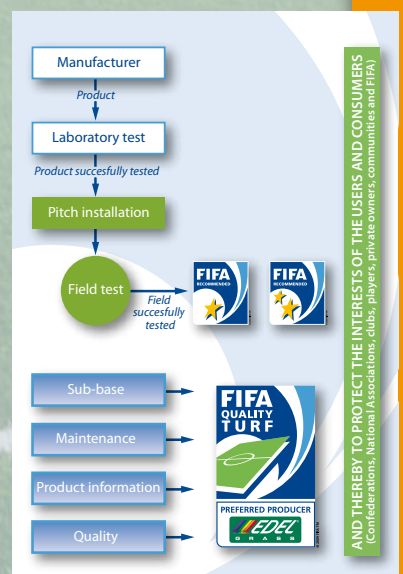 Manufacturer
Product
Laboratory test
Product succesfully tested
Pitch installation
Field test
Field
succesfully
tested
FIFA
RECOMMENDED
FIFA
RECOMMENDED
Sub-base
Maintenance
Product information
Quality
FIFA
QUALITY
TURF
PREFERRED PRODUCER
EDEL
GRASS
AND THEREBY TO PROTECT THE INTERESTS OF THE USERS AND CONSUMERS
(Confederations, National Associations, clubs, players, private owners, communities and FIFA)